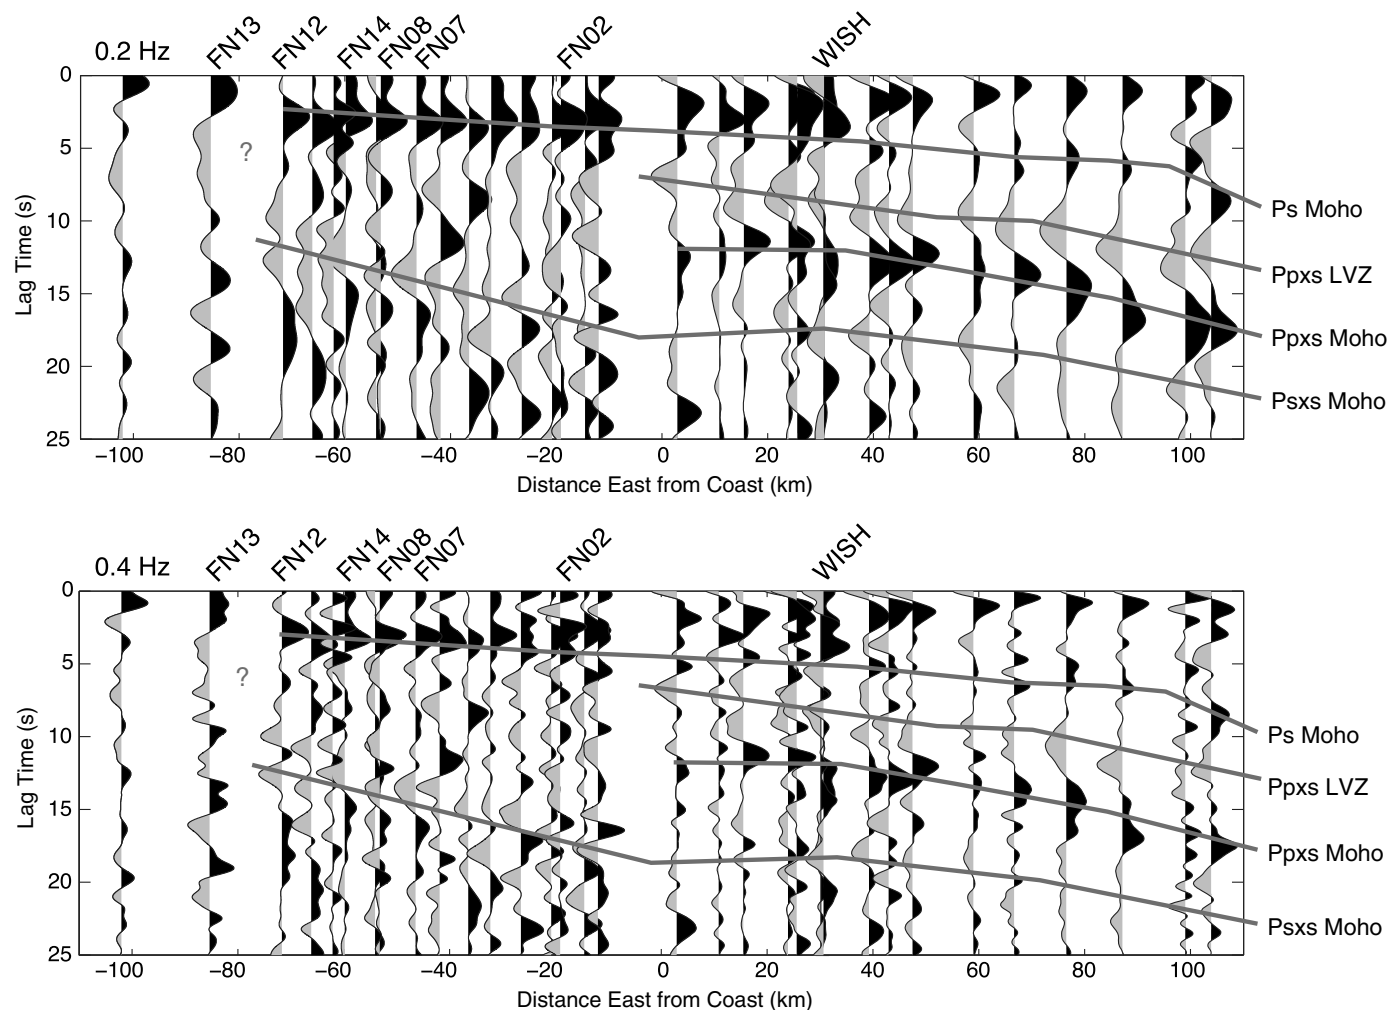 0.2 Hz FN13 FN12 FN14 FN08 FN07 FN02 WISH
0
5
10
15
20
25
Lag Time (s)
?
Ps Moho
Ppxs LVZ
Ppxs Moho
Psxs Moho
−100 −80 −60 −40 −20 0 20 40 60 80 100
Distance East from Coast (km)
0.4 Hz FN13 FN12 FN14 FN08 FN07 FN02 WISH
0
5
10
15
20
25
Lag Time (s)
?
Ps Moho
Ppxs LVZ
Ppxs Moho
Psxs Moho
−100 −80 −60 −40 −20 0 20 40 60 80 100
Distance East from Coast (km)